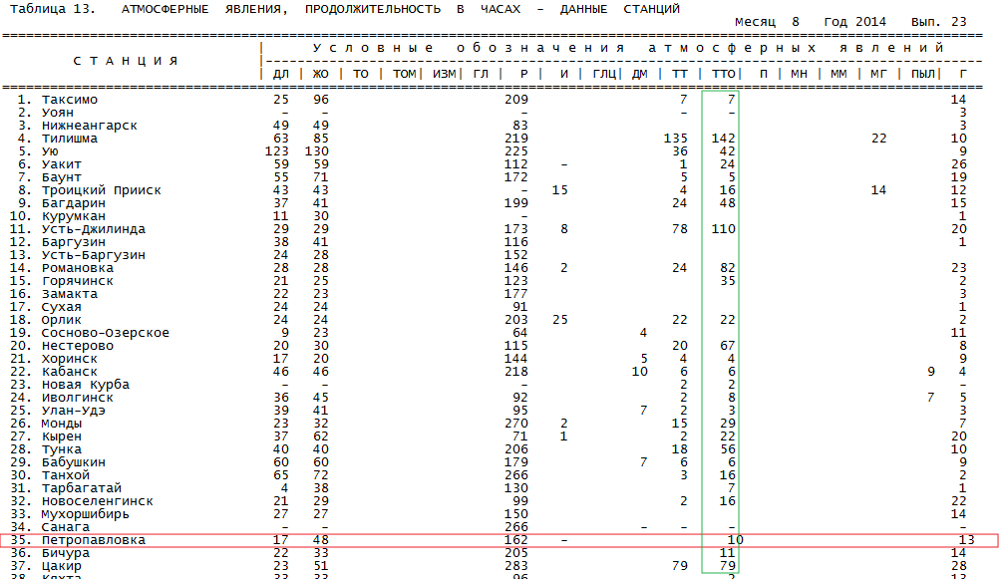 Таблица 13. АТМОСФЕРНЫЕ ЯВЛЕНИЯ, ПРОДОЛЖИТЕЛЬНОСТЬ В ЧАСАХ - ДАННЫЕ СТАНЦИЙ
Месяц 8 Год 2014 Вып. 23
| У с л о в н ы е о б о з н а ч е н и я а т м о с ф е р н ы х я в л е н и й
С Т А Н Ц И Я
| ДЛ | ЖО | ТО | ТОМ| ИЗМ| ГЛ | Р | И | ГЛЦ| ДМ | ТТ | ТТО| П | МН | ММ | МГ | ПЫЛ| Г
1. Таксимо 25 96 209 7 7 14
2. Уоян – – – – – 3
3. Нижнеангарск 49 49 83 3
4. Тилишма 63 85 219 135 142 22 10
5. Ую 123 130 225 36 42 9
6. Уакит 59 59 112 – 1 24 26
7. Баунт 55 71 172 5 5 19
8. Троицкий Прииск 43 43 – 15 4 16 14 12
9. Багдарин 37 41 199 24 48 15
10. Курумкан 11 30 – 1
11. Усть-Джилинда 29 29 173 8 78 110 20
12. Баргузин 38 41 116 1
13. Усть-Баргузин 24 28 152
14. Романовка 28 28 146 2 24 82 23
15. Горячинск 21 25 123 35 2
16. Замакта 22 23 177 3
17. Сухая 24 24 91 1
18. Орлик 24 24 203 25 22 22 2
19. Сосново-Озерское 9 23 64 4 11
20. Нестерово 20 30 115 20 67 8
21. Хоринск 17 20 144 5 4 4 9
22. Кабанск 46 46 218 10 6 6 9 4
23. Новая Курба – – – 2 2 –
24. Иволгинск 36 45 92 2 8 7 5
25. Улан-Удэ 39 41 95 7 2 3 3
26. Монды 23 32 270 2 15 29 7
27. Кырен 37 62 71 1 2 22 20
28. Тунка 40 40 206 18 56 10
29. Бабушкин 60 60 179 7 6 6 9
30. Танхой 65 72 266 3 16 2
31. Тарбагатай 4 38 130 7 1
32. Новоселенгинск 21 29 99 2 16 22
33. Мухоршибирь 27 27 150 14
34. Санага – – 266 – – – –
35. Петропавловка 17 48 162 – 10 13
36. Бичура 22 33 205 11 14
37. Цакир 23 51 283 79 79 28
38. Кяхта 33 33 96 2 13